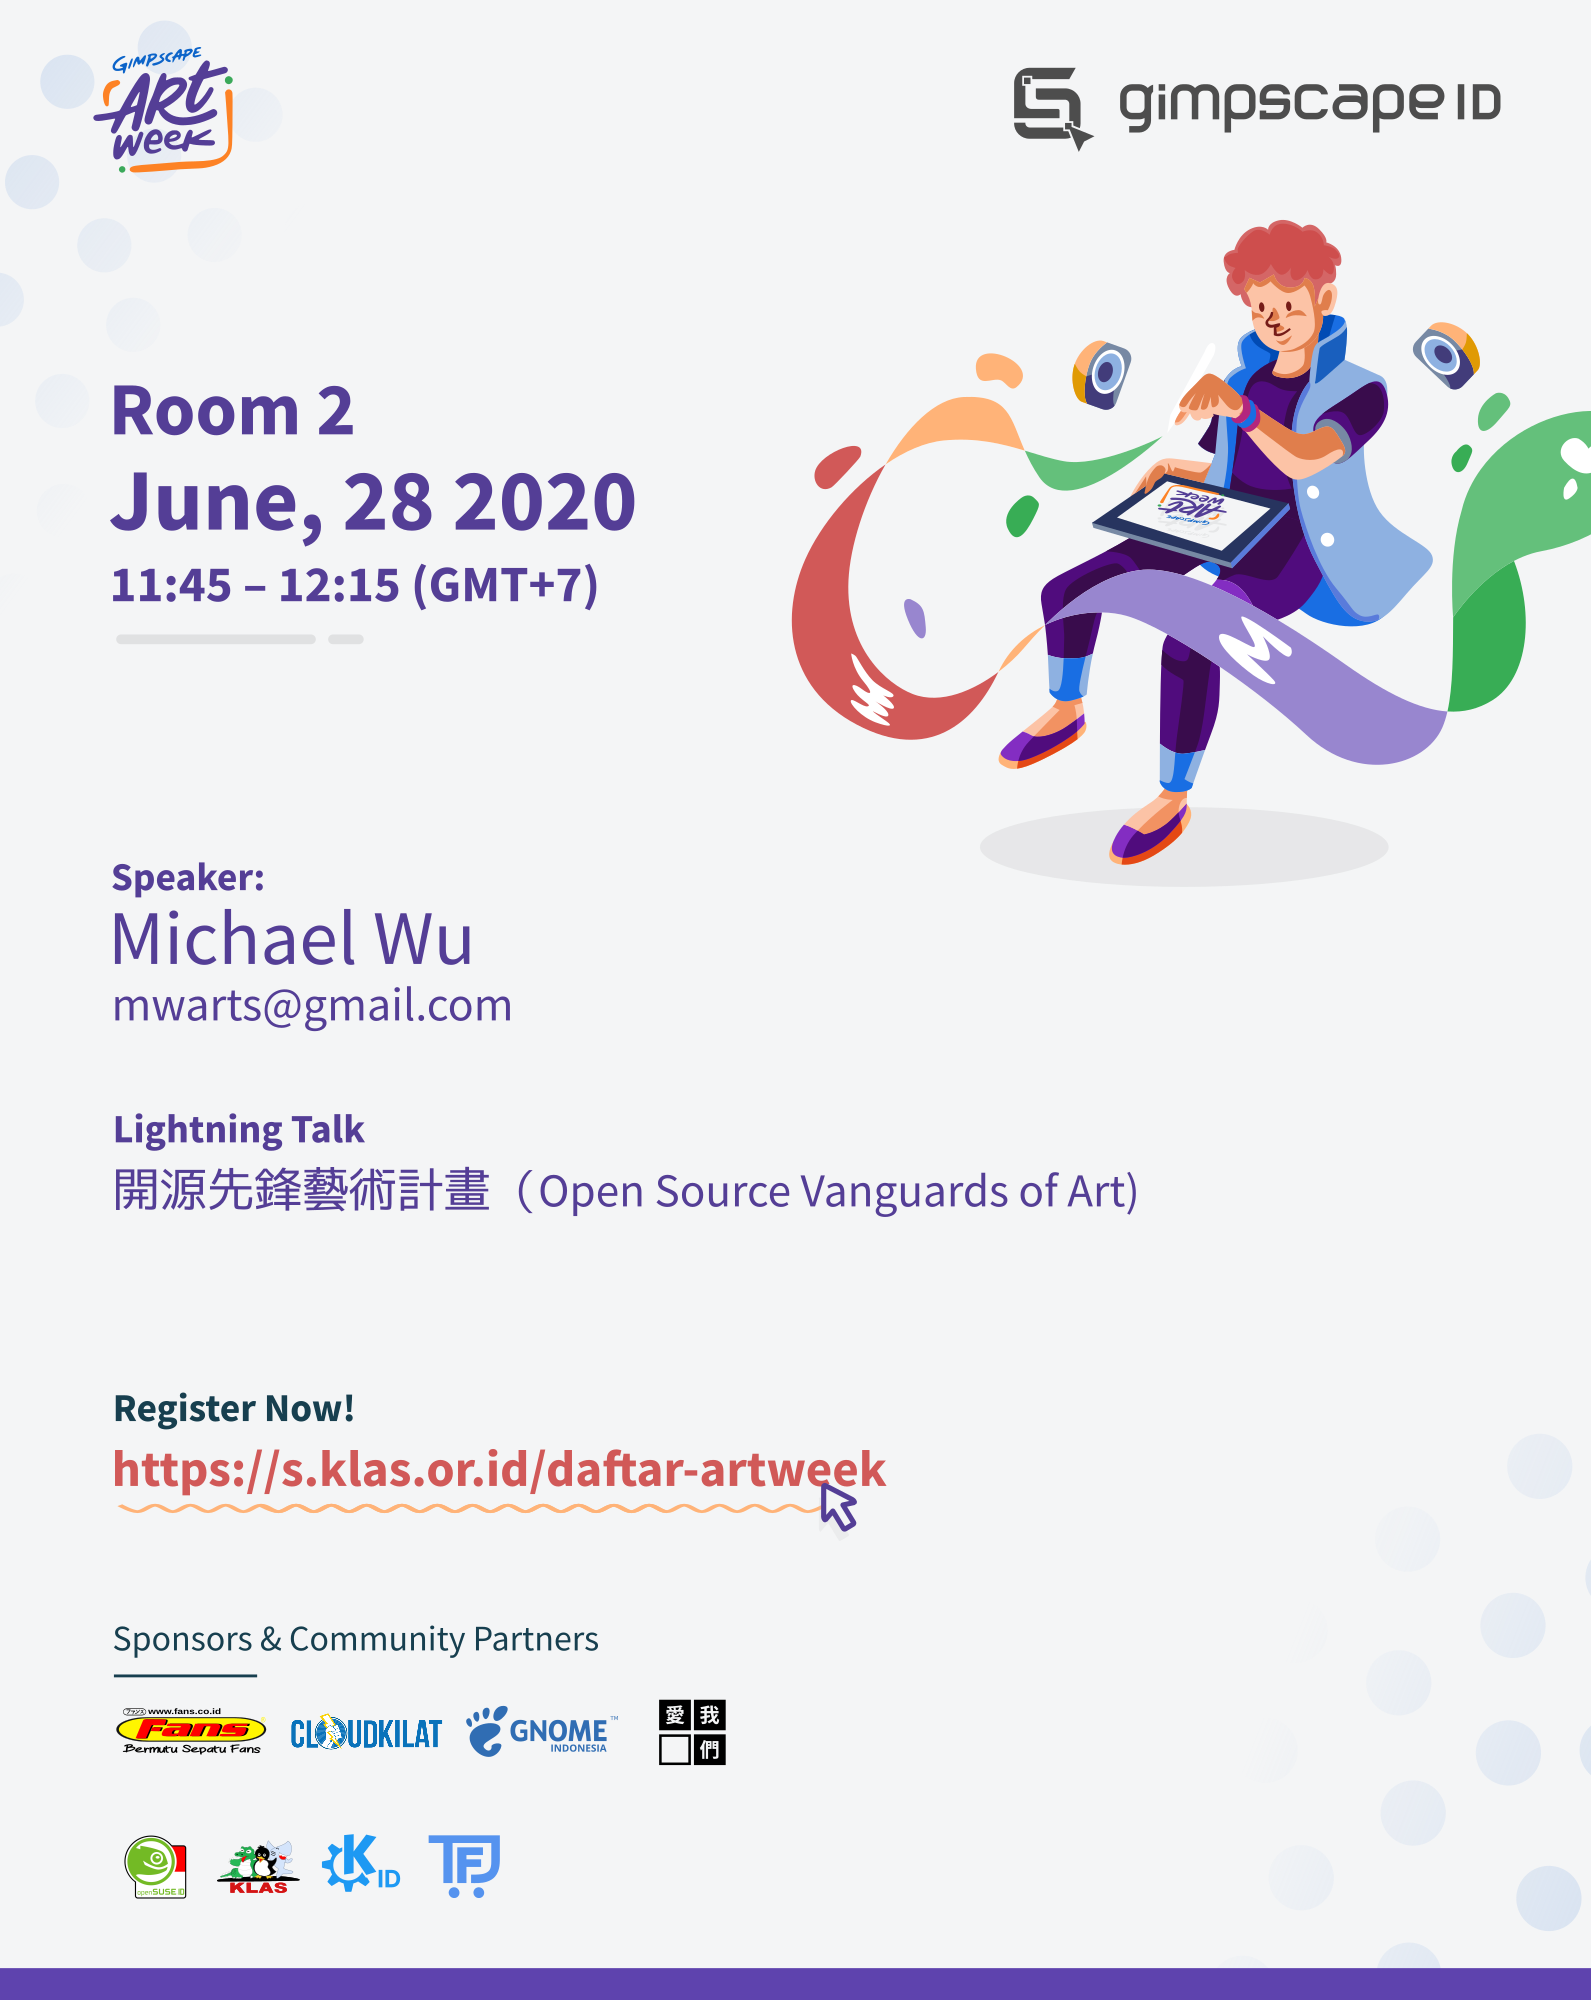 GIMPSCAPE
ART
week
gimpscape ID
Room 2
June, 28 2020
11:45 – 12:15 (GMT+7)
Speaker:
Michael Wu
mwarts@gmail.com
Lightning Talk
開源先鋒藝術計畫（Open Source Vanguards of Art)
Register Now!
https://s.klas.or.id/daftar-artweek
Sponsors & Community Partners
www.fans.co.id
Fans
Bermutu Sepatu Fans
CLOUDKILAT
GNOME™
INDONESIA
愛我
們
openSUSE ID
KLAS
K ID
TFJ